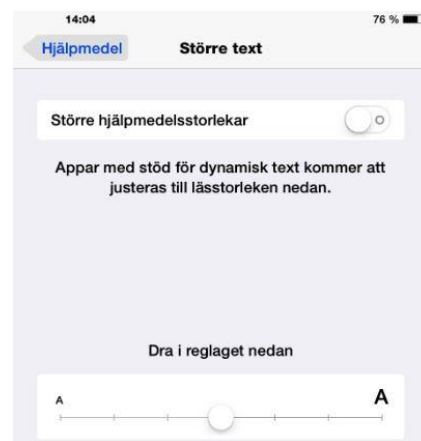 14:04 76 %
Hjälpmedel Större text
Större hjälpmedelsstorlekar
Appar med stöd för dynamisk text kommer att
justeras till lässtorleken nedan.
Dra i reglaget nedan
A A